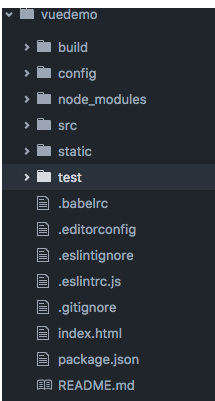 vuedemo
build
config
node_modules
src
static
test
.babelrc
.editorconfig
.eslintignore
.eslintrc.js
.gitignore
index.html
package.json
README.md